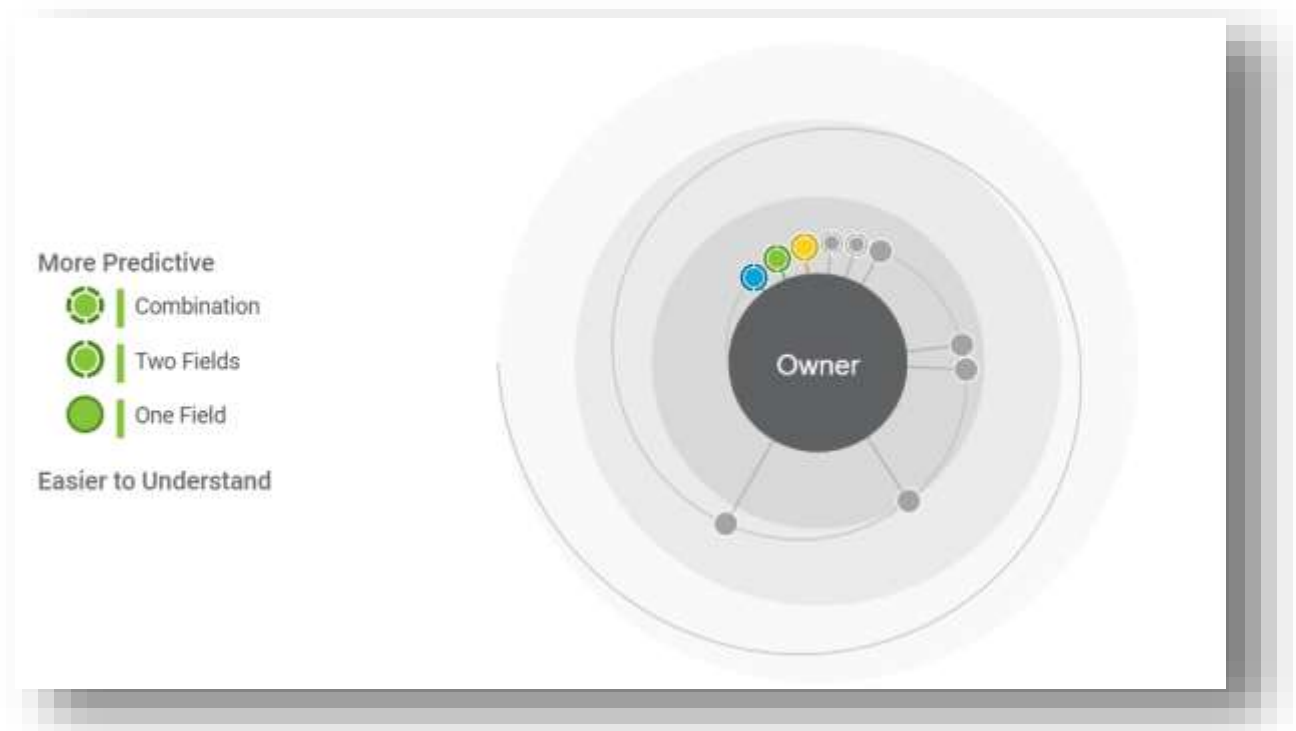 More Predictive
Combination
Two Fields
One Field
Easier to Understand
Owner